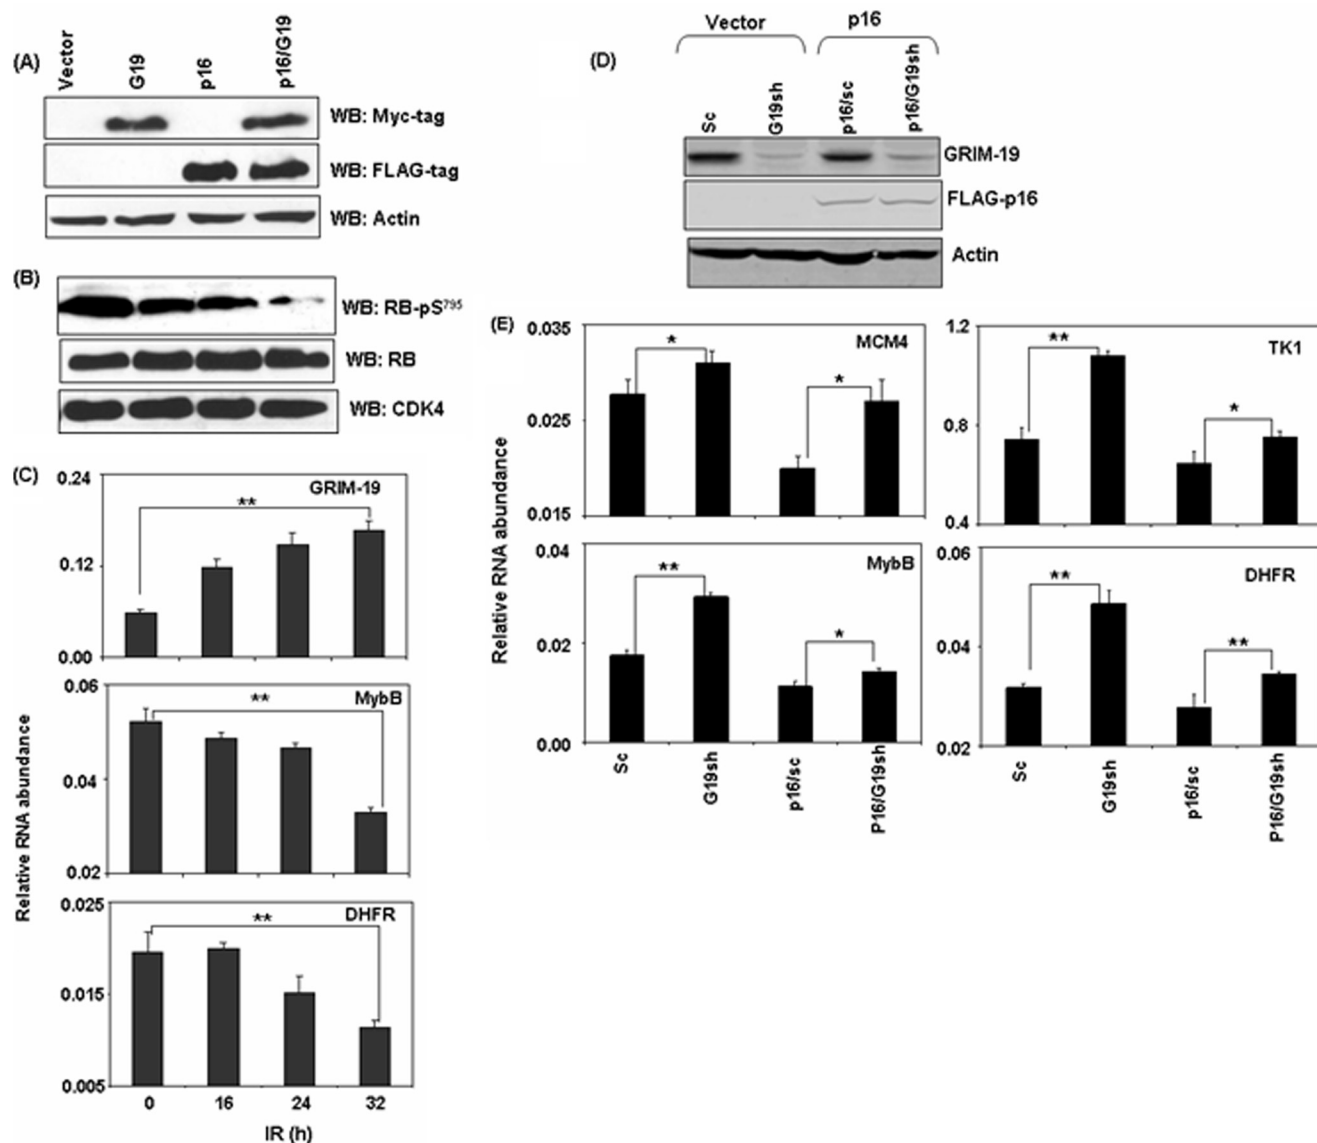 (A)
Vector
G19
p16
p16/G19
WB: Myc-tag
WB: FLAG-tag
WB: Actin
(B)
WB: RB-pS795
WB: RB
WB: CDK4
(C)
Relative RNA abundance
GRIM-19
**
0.24
0.12
0.00
MybB
**
0.06
0.04
0.02
DHFR
**
0.025
0.015
0.005
0 16 24 32
IR (h)
(D)
Vector p16
Sc
G19sh
p16/sc
p16/G19sh
GRIM-19
FLAG-p16
Actin
(E)
Relative RNA abundance
MCM4
* *
0.035
0.025
0.015
TK1
** *
1.2
0.8
0.4
MybB
** *
0.04
0.02
0.00
Sc
G19sh
p16/sc
P16/G19sh
DHFR
** **
0.06
0.04
0.02
Sc
G19sh
p16/sc
P16/G19sh